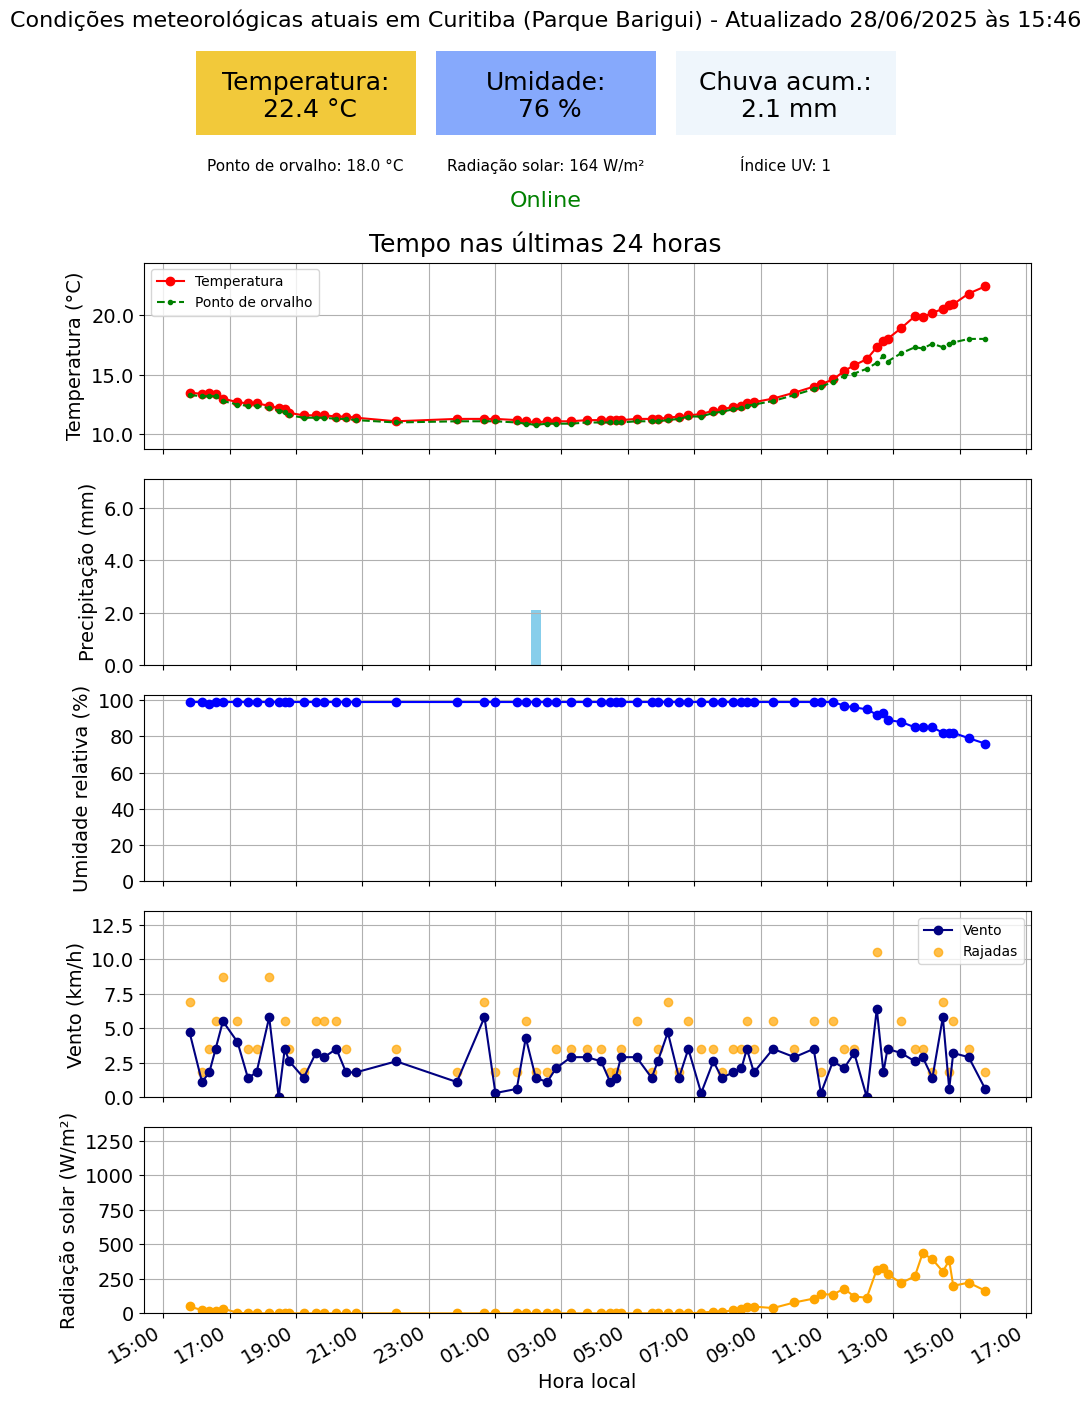 Condições meteorológicas atuais em Curitiba (Parque Barigui) - Atualizado 28/06/2025 às 15:46
Temperatura:
22.4 °C
Umidade:
76 %
Chuva acum.:
2.1 mm
Ponto de orvalho: 18.0 °C
Radiação solar: 164 W/m²
Índice UV: 1
Online
Tempo nas últimas 24 horas
Temperatura (°C)
20.0
15.0
10.0
Temperatura
Ponto de orvalho
Precipitação (mm)
6.0
4.0
2.0
0.0
Umidade relativa (%)
100
80
60
40
20
0
Vento (km/h)
12.5
10.0
7.5
5.0
2.5
0.0
Vento
Rajadas
Radiação solar (W/m²)
1250
1000
750
500
250
0
15:00
17:00
19:00
21:00
23:00
01:00
03:00
05:00
07:00
09:00
11:00
13:00
15:00
17:00
Hora local